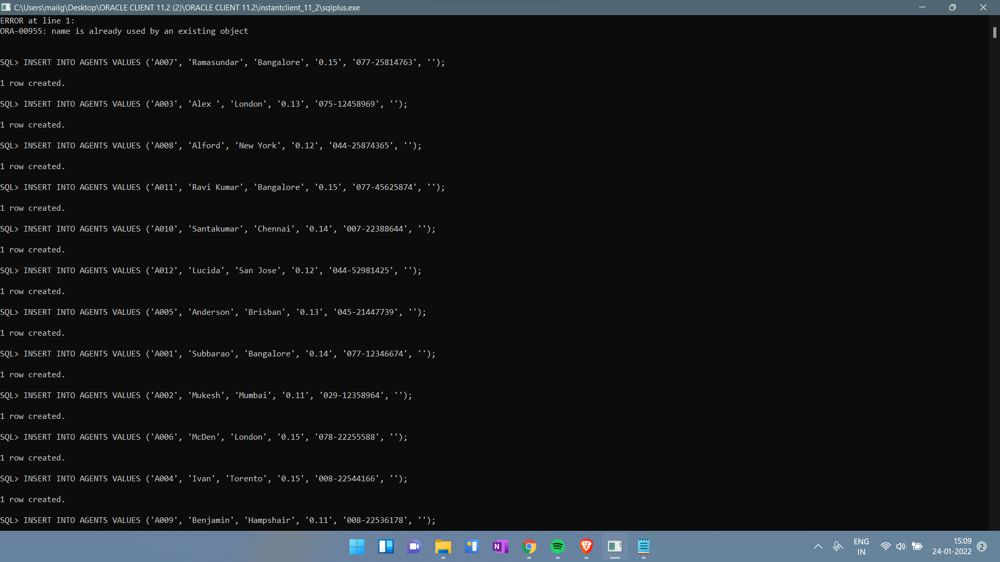 C:\Users\mailg\Desktop\ORACLE CLIENT 11.2 (2)\ORACLE CLIENT 11.2\instantclient_11_2\sqlplus.exe
ERROR at line 1:
ORA-00955: name is already used by an existing object
SQL> INSERT INTO AGENTS VALUES ('A007', 'Ramasundar', 'Bangalore', '0.15', '077-25814763', '');
1 row created.
SQL> INSERT INTO AGENTS VALUES ('A003', 'Alex ', 'London', '0.13', '075-12458969', '');
1 row created.
SQL> INSERT INTO AGENTS VALUES ('A008', 'Alford', 'New York', '0.12', '044-25874365', '');
1 row created.
SQL> INSERT INTO AGENTS VALUES ('A011', 'Ravi Kumar', 'Bangalore', '0.15', '077-45625874', '');
1 row created.
SQL> INSERT INTO AGENTS VALUES ('A010', 'Santakumar', 'Chennai', '0.14', '007-22388644', '');
1 row created.
SQL> INSERT INTO AGENTS VALUES ('A012', 'Lucida', 'San Jose', '0.12', '044-52981425', '');
1 row created.
SQL> INSERT INTO AGENTS VALUES ('A005', 'Anderson', 'Brisban', '0.13', '045-21447739', '');
1 row created.
SQL> INSERT INTO AGENTS VALUES ('A001', 'Subbarao', 'Bangalore', '0.14', '077-12346674', '');
1 row created.
SQL> INSERT INTO AGENTS VALUES ('A002', 'Mukesh', 'Mumbai', '0.11', '029-12358964', '');
1 row created.
SQL> INSERT INTO AGENTS VALUES ('A006', 'McDen', 'London', '0.15', '078-22255588', '');
1 row created.
SQL> INSERT INTO AGENTS VALUES ('A004', 'Ivan', 'Torento', '0.15', '008-22544166', '');
1 row created.
SQL> INSERT INTO AGENTS VALUES ('A009', 'Benjamin', 'Hampshair', '0.11', '008-22536178', '');
N
ENG
IN
15:09
24-01-2022
2